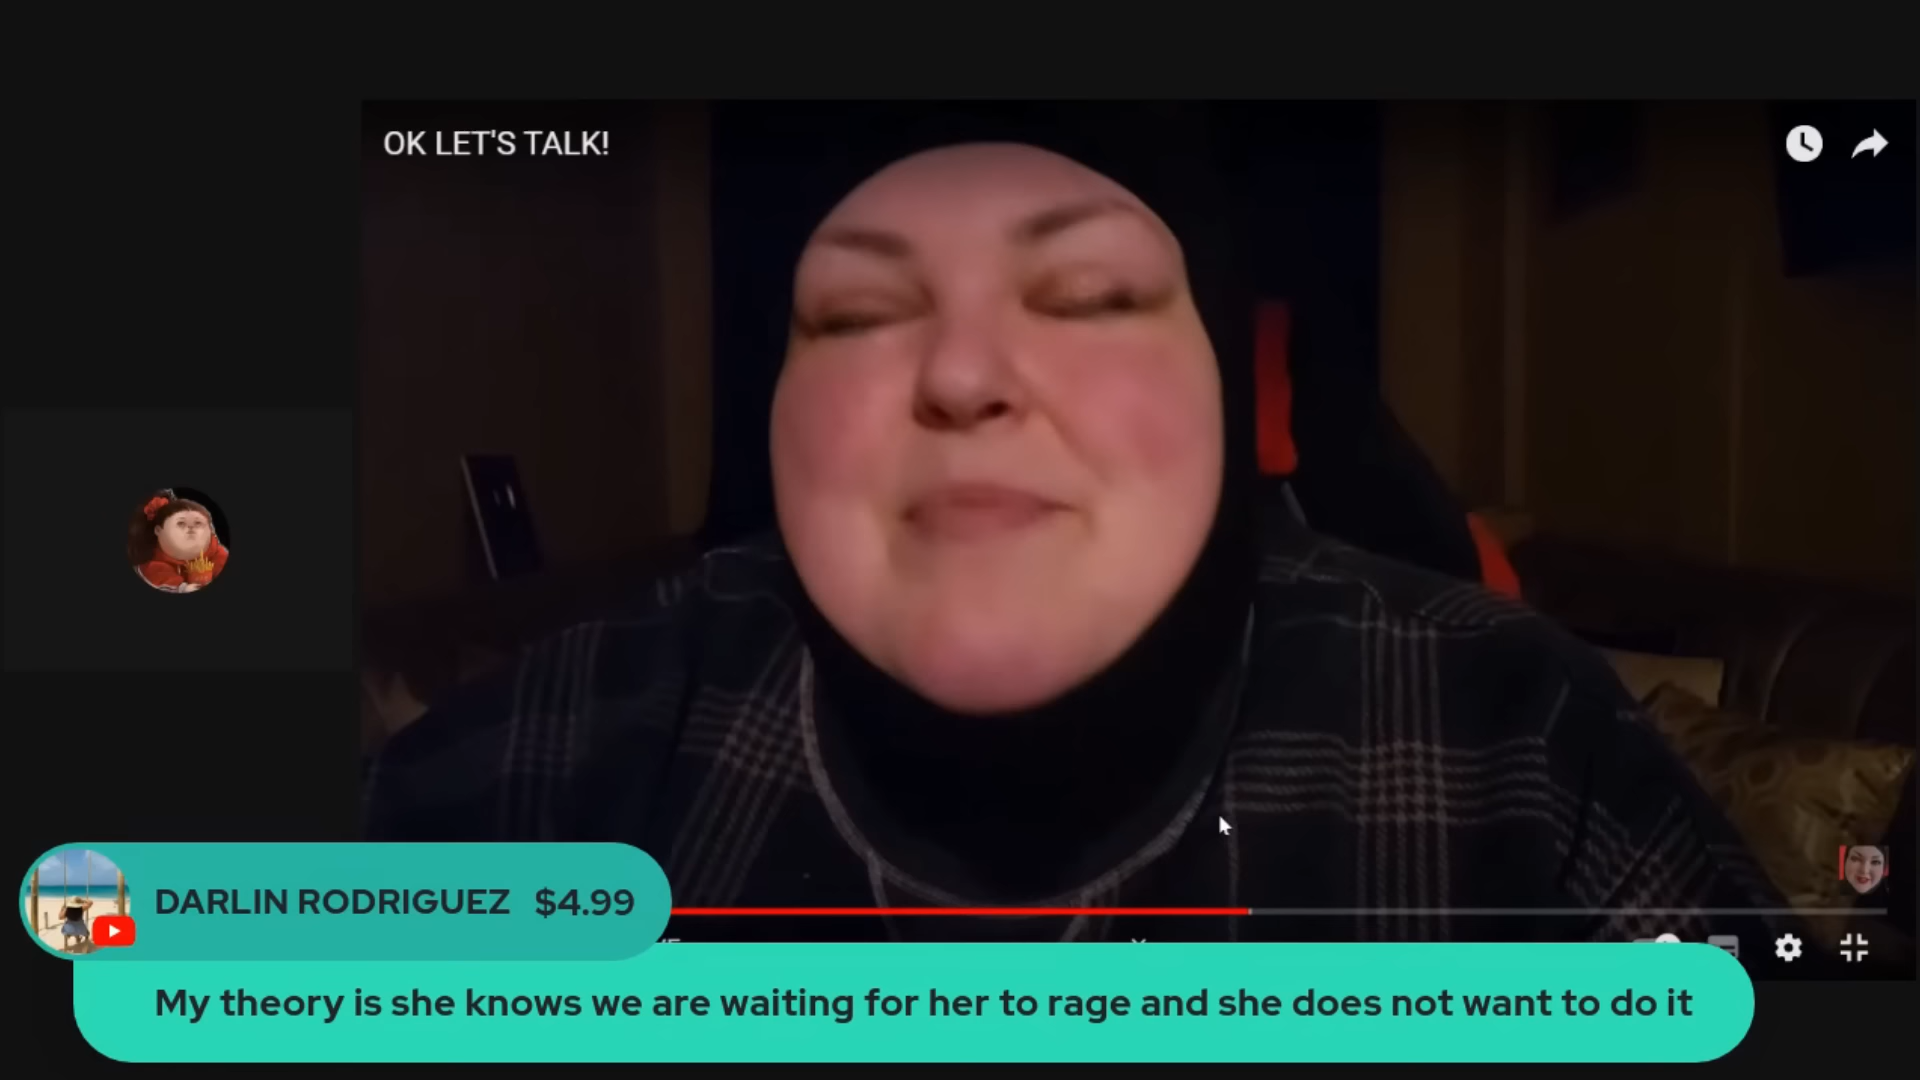 OK LET'S TALK!
DARLIN RODRIGUEZ $4.99
My theory is she knows we are waiting for her to rage and she does not want to do it